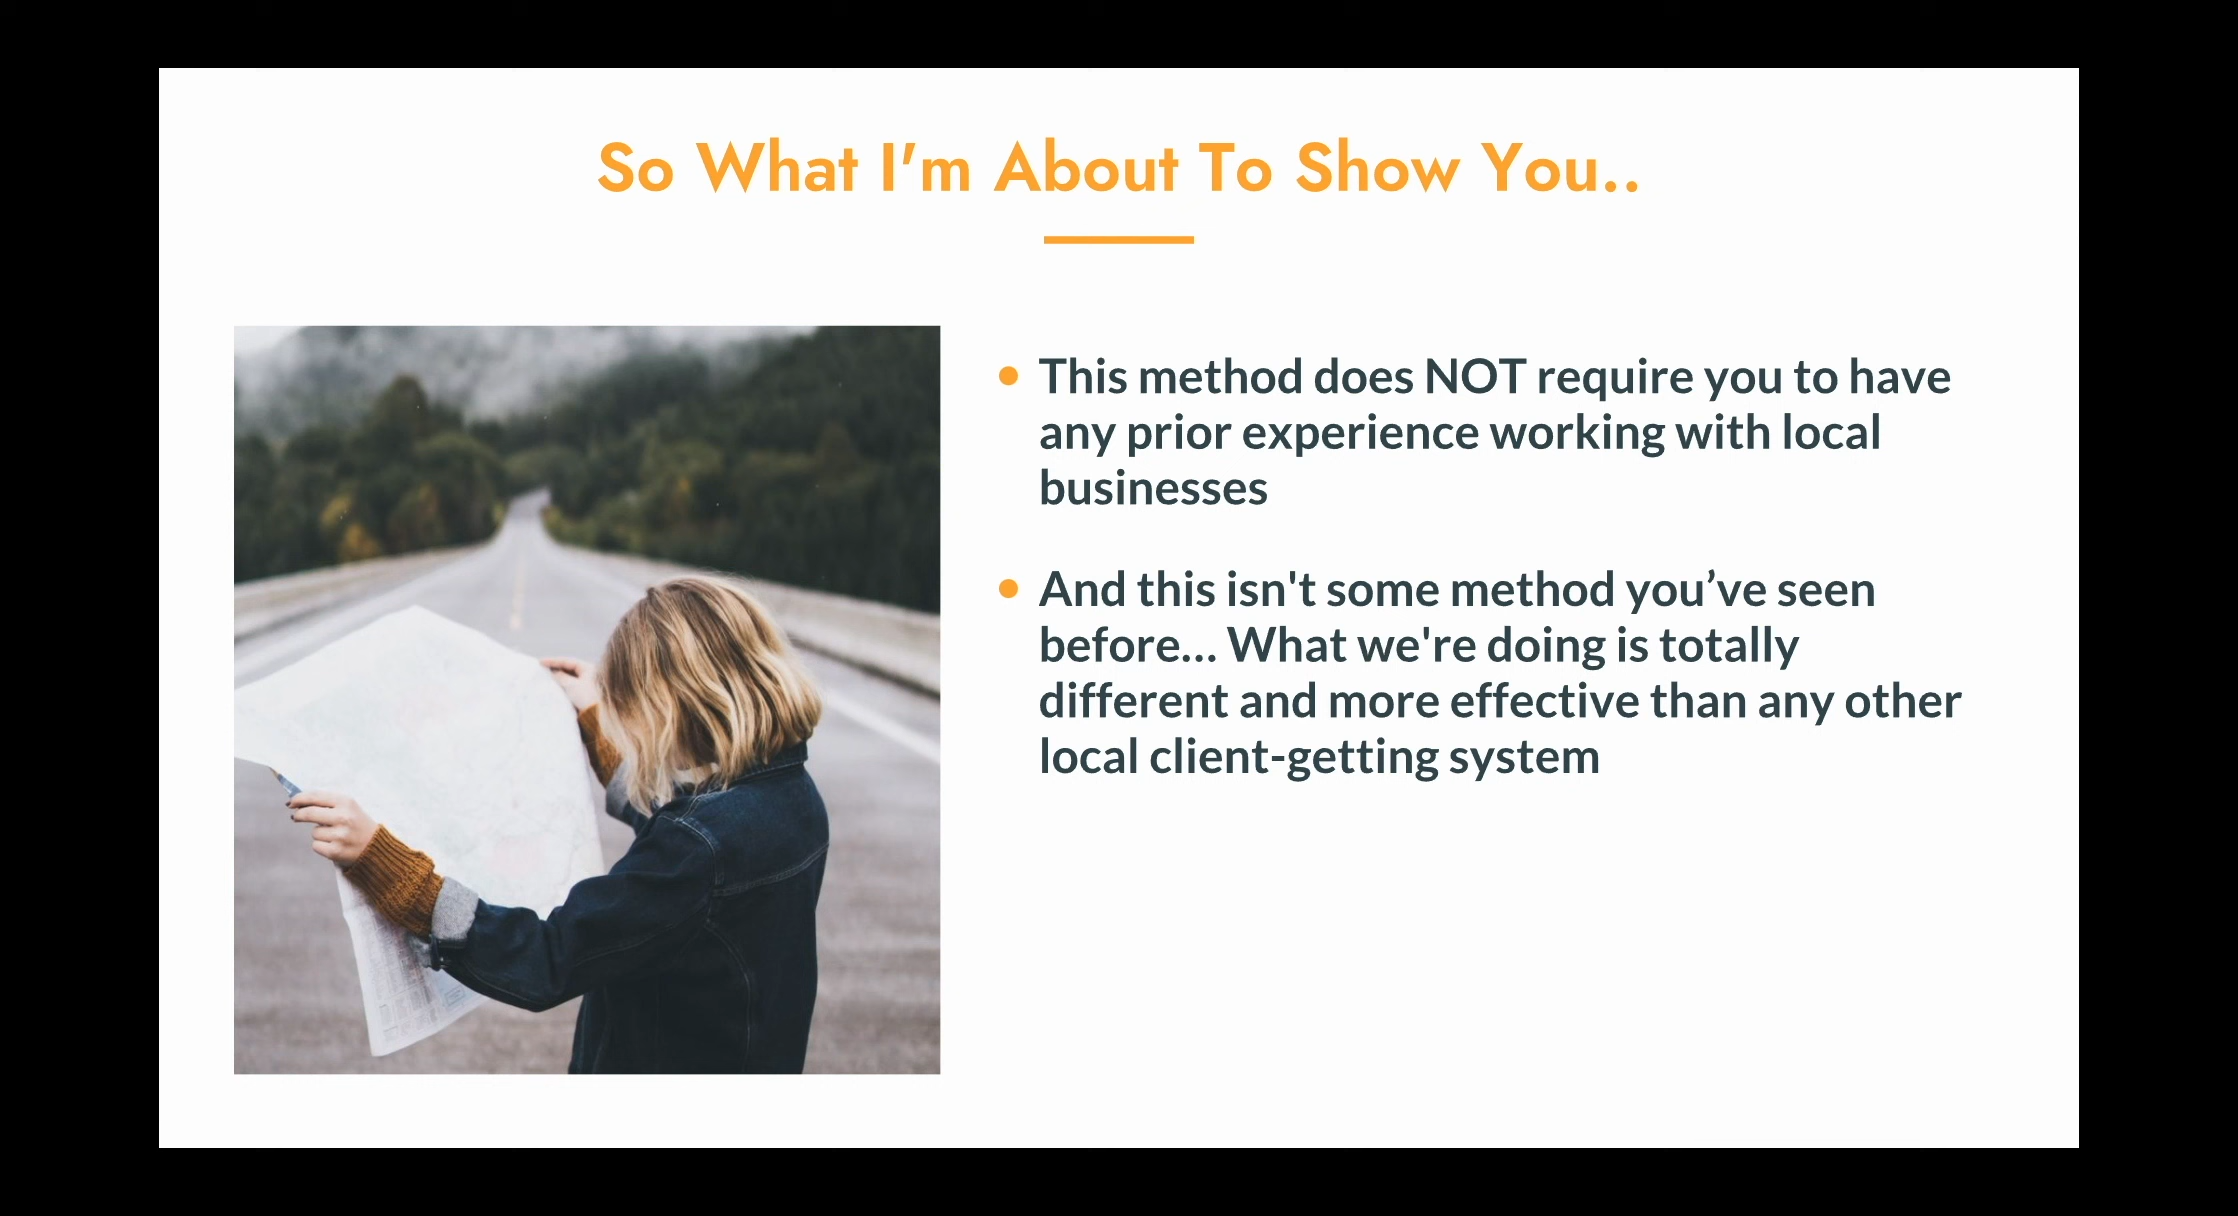 So What I'm About To Show You..
This method does NOT require you to have
any prior experience working with local
businesses
And this isn't some method you’ve seen
before... What we're doing is totally
different and more effective than any other
local client-getting system